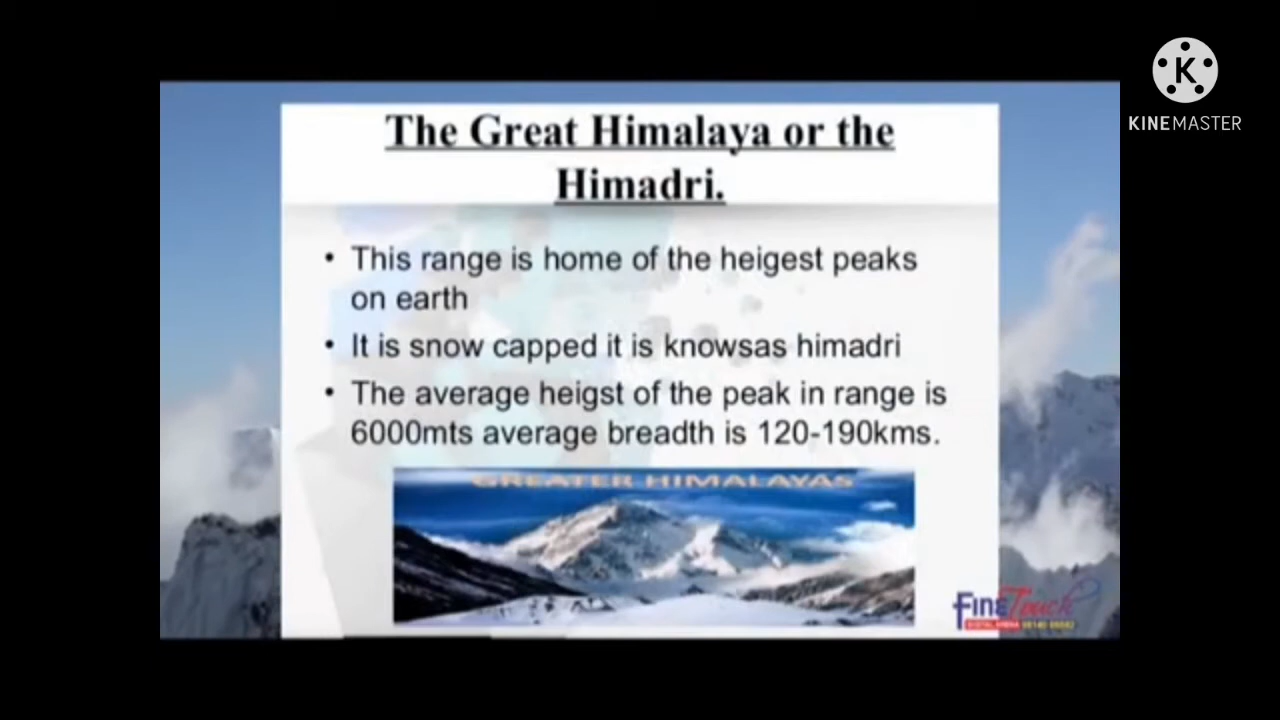 KINEMASTER
The Great Himalaya or the
Himadri.
• This range is home of the heigest peaks
on earth
• It is snow capped it is knowsas himadri
• The average heigst of the peak in range is
6000mts average breadth is 120-190kms.
GREATER HIMALAYAS
Fine Touch